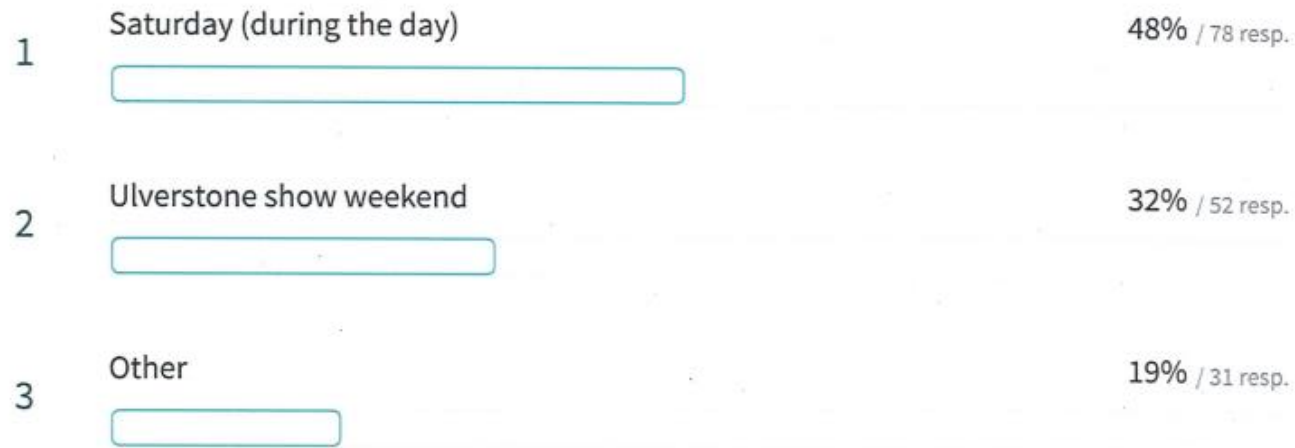 1 Saturday (during the day) 48% / 78 resp.
2 Ulverstone show weekend 32% / 52 resp.
3 Other 19% / 31 resp.